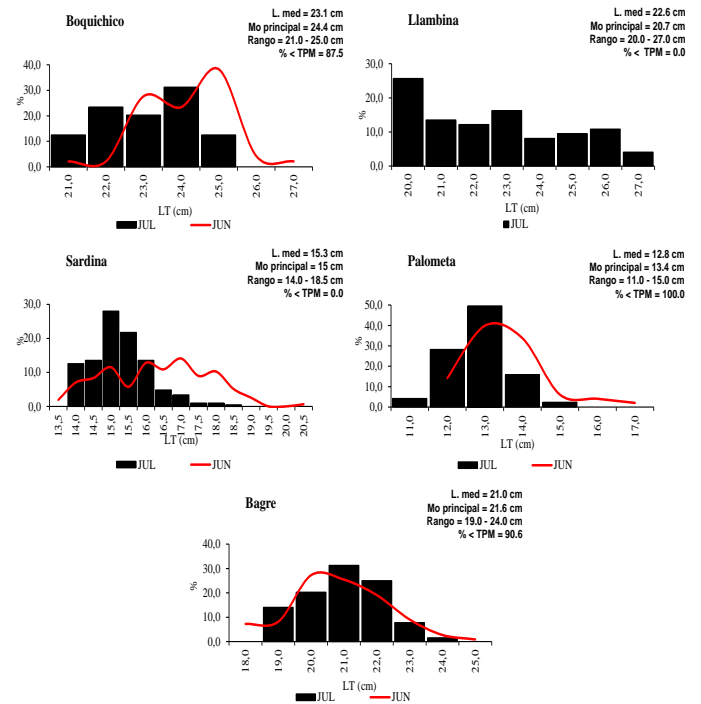 Boquichico
L. med = 23.1 cm
Mo principal = 24.4 cm
Rango = 21.0 - 25.0 cm
% < TPM = 87.5
40,0
30,0
20,0
10,0
0,0
%
21,0 22,0 23,0 24,0 25,0 26,0 27,0
LT (cm)
JUL JUN
Llambina
L. med = 22.6 cm
Mo principal = 20.7 cm
Rango = 20.0 - 27.0 cm
% < TPM = 0.0
30,0
20,0
10,0
0,0
%
20,0 21,0 22,0 23,0 24,0 25,0 26,0 27,0
LT (cm)
JUL
Sardina
L. med = 15.3 cm
Mo principal = 15 cm
Rango = 14.0 - 18.5 cm
% < TPM = 0.0
30,0
20,0
10,0
0,0
%
13,5 14,0 14,5 15,0 15,5 16,0 16,5 17,0 17,5 18,0 18,5 19,0 19,5 20,0 20,5
LT (cm)
JUL JUN
Palometa
L. med = 12.8 cm
Mo principal = 13.4 cm
Rango = 11.0 - 15.0 cm
% < TPM = 100.0
50,0
40,0
30,0
20,0
10,0
0,0
%
11,0 12,0 13,0 14,0 15,0 16,0 17,0
LT (cm)
JUL JUN
Bagre
L. med = 21.0 cm
Mo principal = 21.6 cm
Rango = 19.0 - 24.0 cm
% < TPM = 90.6
40,0
30,0
20,0
10,0
0,0
%
18,0 19,0 20,0 21,0 22,0 23,0 24,0 25,0
LT (cm)
JUL JUN